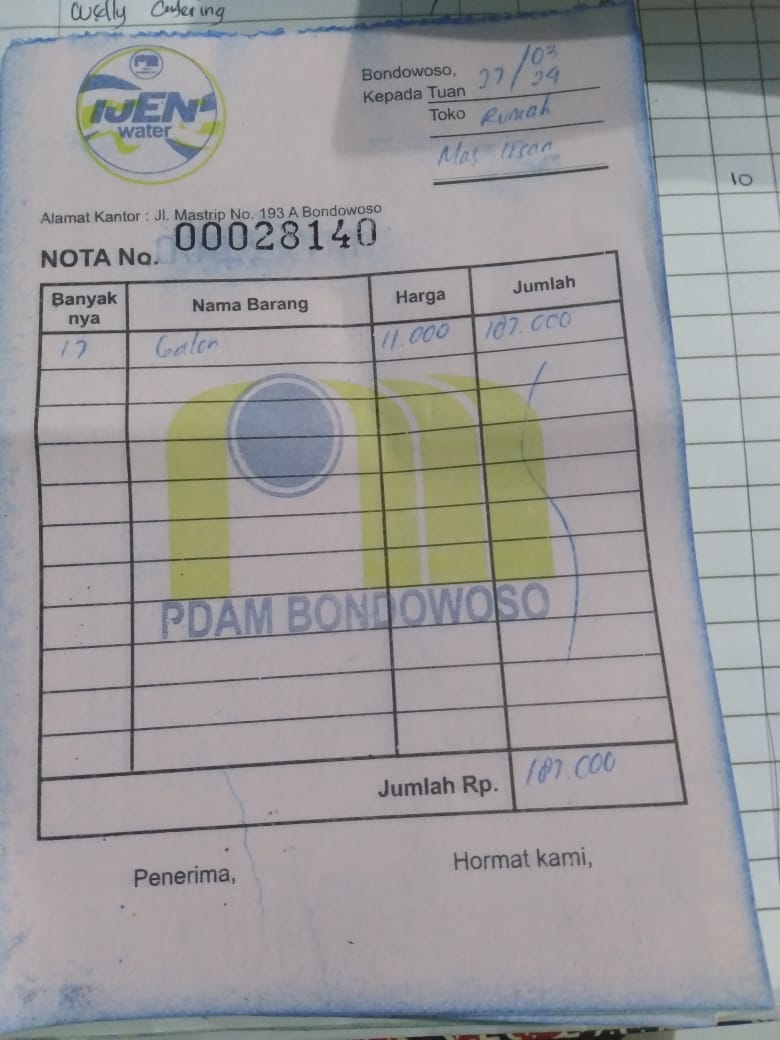 Catering
IJEN
water
Bondowoso, 27/03 24
Kepada Tuan
Toko Rumah
Mas
Alamat Kantor : Jl. Mastrip No. 193 A Bondowoso
NOTA No. 00028140
Banyak nya Nama Barang Harga Jumlah
17 Galon 11.000 187.000
PDAM BONDOWOSO
Jumlah Rp. 187.000
Penerima, Hormat kami,
10